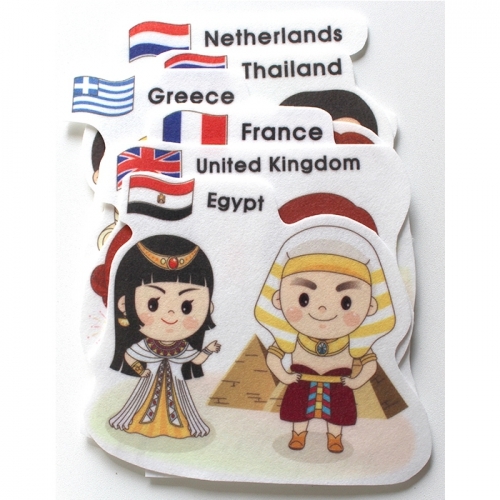 Netherlands
Thailand
Greece
France
United Kingdom
Egypt